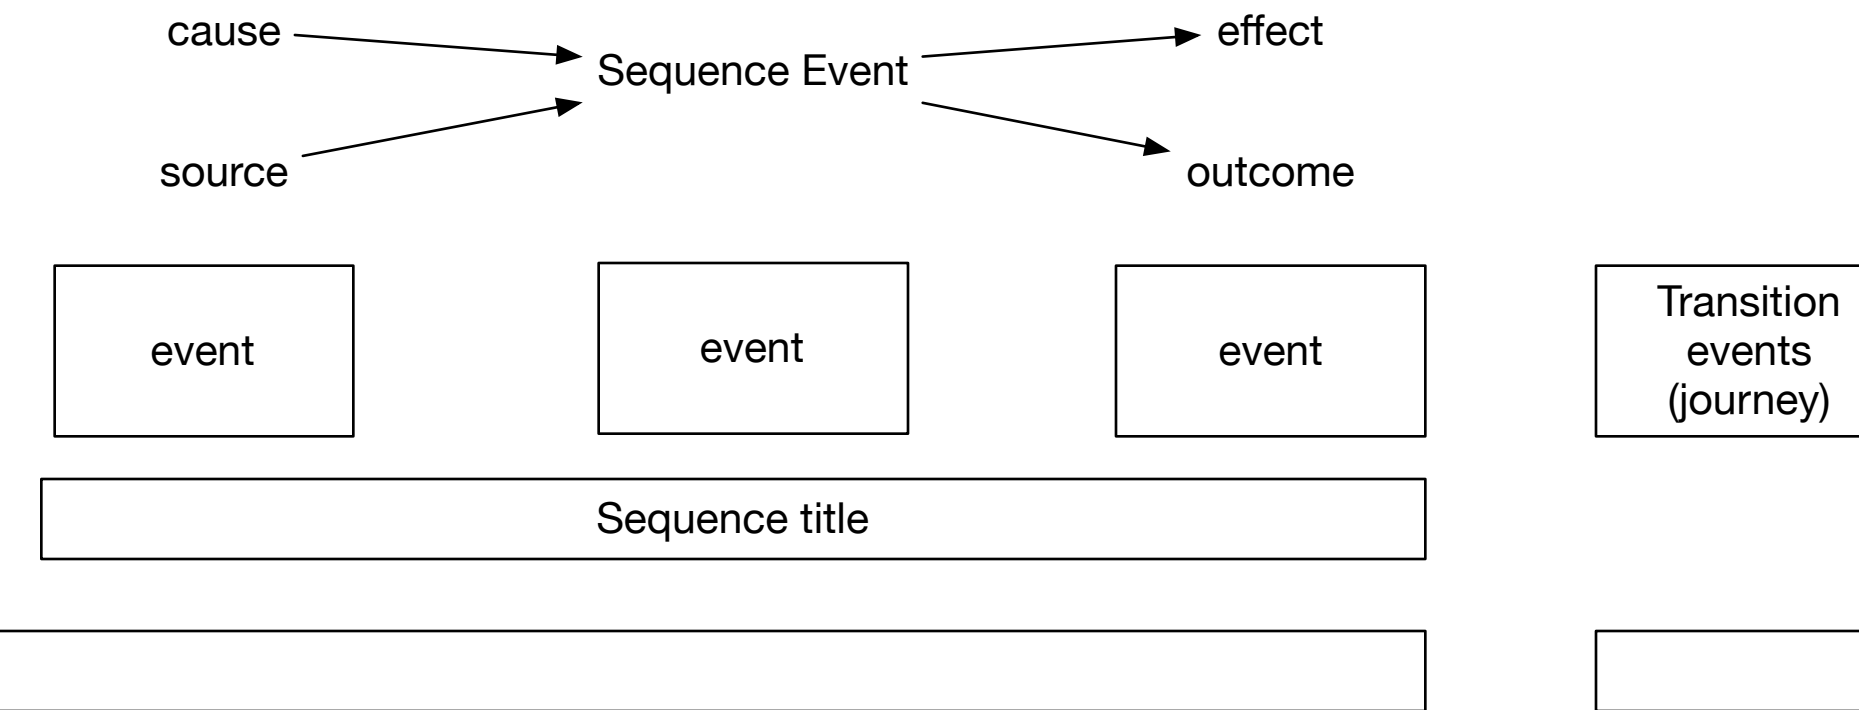 cause
effect
Sequence Event
source
outcome
event
event
event
Transition
events
(journey)
Sequence title